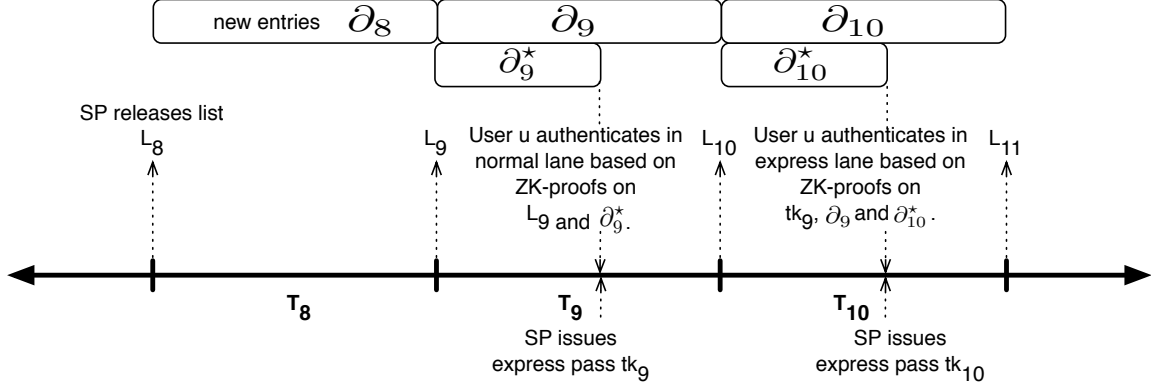 new entries ∂8 ∂9 ∂10
∂⋆9 ∂⋆10
SP releases list
L8 L9 L10 L11
User u authenticates in
normal lane based on
ZK-proofs on
L9 and ∂⋆9.
User u authenticates in
express lane based on
ZK-proofs on
tk9, ∂9 and ∂⋆10.
T8 T9 T10
SP issues
express pass tk9
SP issues
express pass tk10